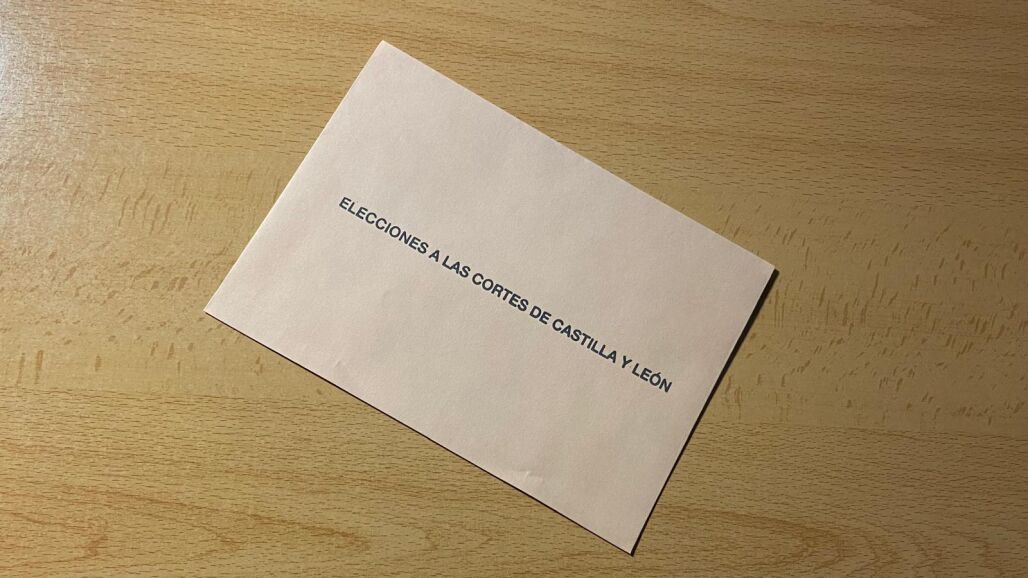 ELECCIONES A LAS CORTES DE CASTILLA Y LEÓN